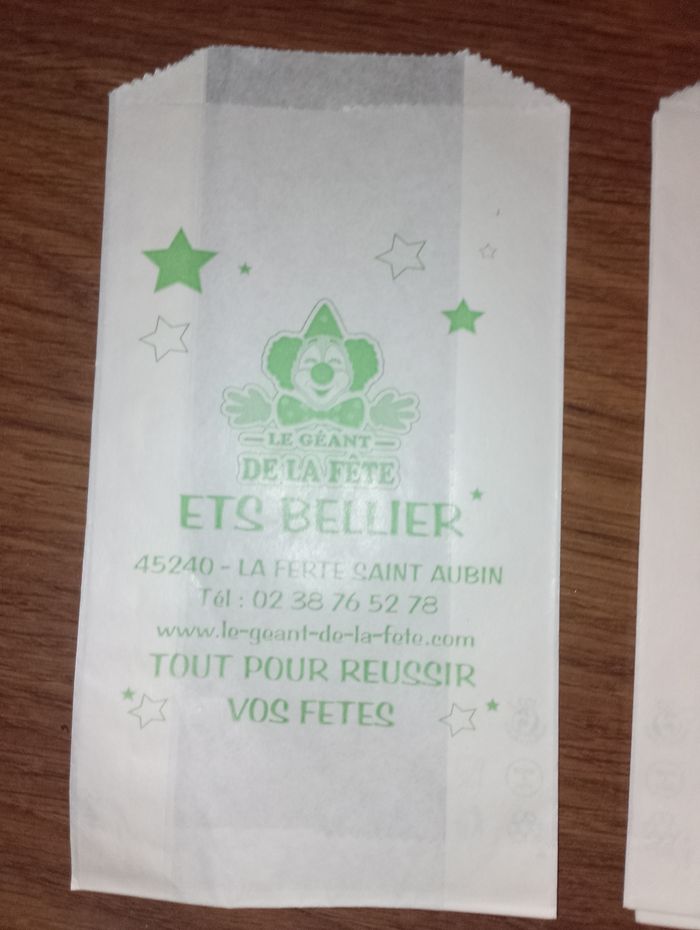 LE GÉANT
DE LA FÊTE
ETS BELLIER
45240 - LA FERTE SAINT AUBIN
Tél : 02 38 76 52 78
www.le-geant-de-la-fete.com
TOUT POUR REUSSIR
VOS FETES